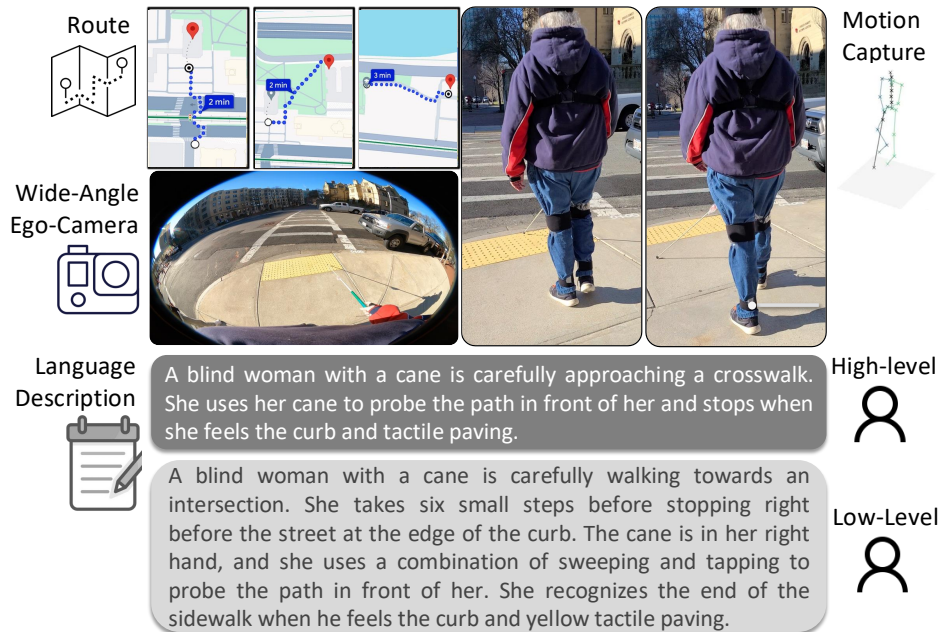 Route
2 min
2 min
3 min
Motion
Capture
Wide-Angle
Ego-Camera
Language
Description
A blind woman with a cane is carefully approaching a crosswalk.
She uses her cane to probe the path in front of her and stops when
she feels the curb and tactile paving.
High-level
A blind woman with a cane is carefully walking towards an
intersection. She takes six small steps before stopping right
before the street at the edge of the curb. The cane is in her right
hand, and she uses a combination of sweeping and tapping to
probe the path in front of her. She recognizes the end of the
sidewalk when he feels the curb and yellow tactile paving.
Low-Level